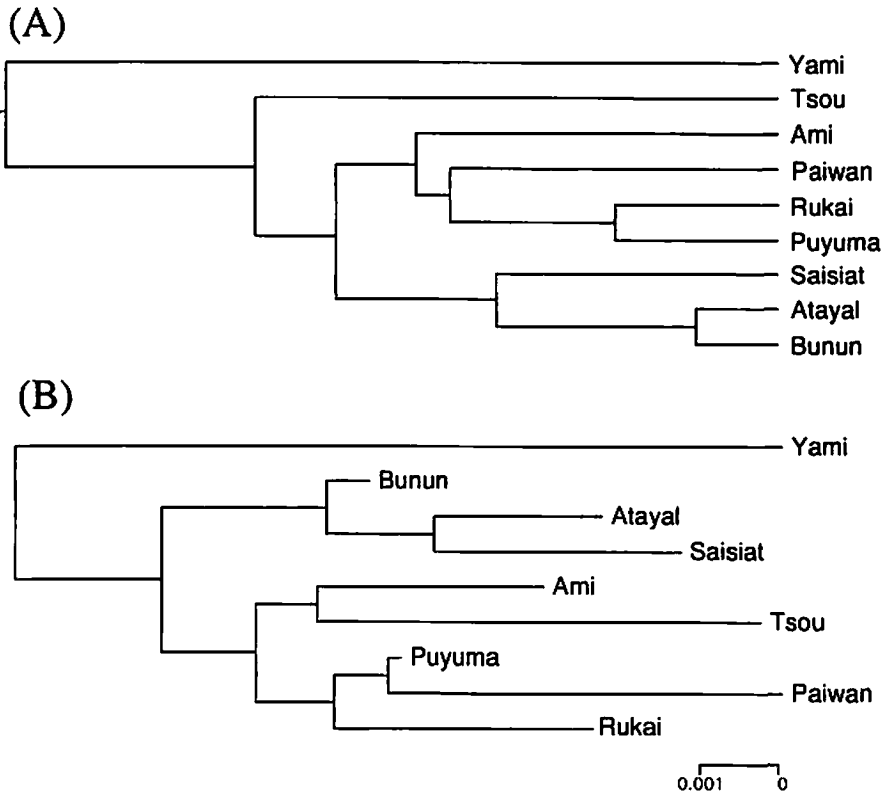 (A)
Yami
Tsou
Ami
Paiwan
Rukai
Puyuma
Saisiat
Atayal
Bunun
(B)
Yami
Bunun
Atayal
Saisiat
Ami
Tsou
Puyuma
Paiwan
Rukai
0.001 0